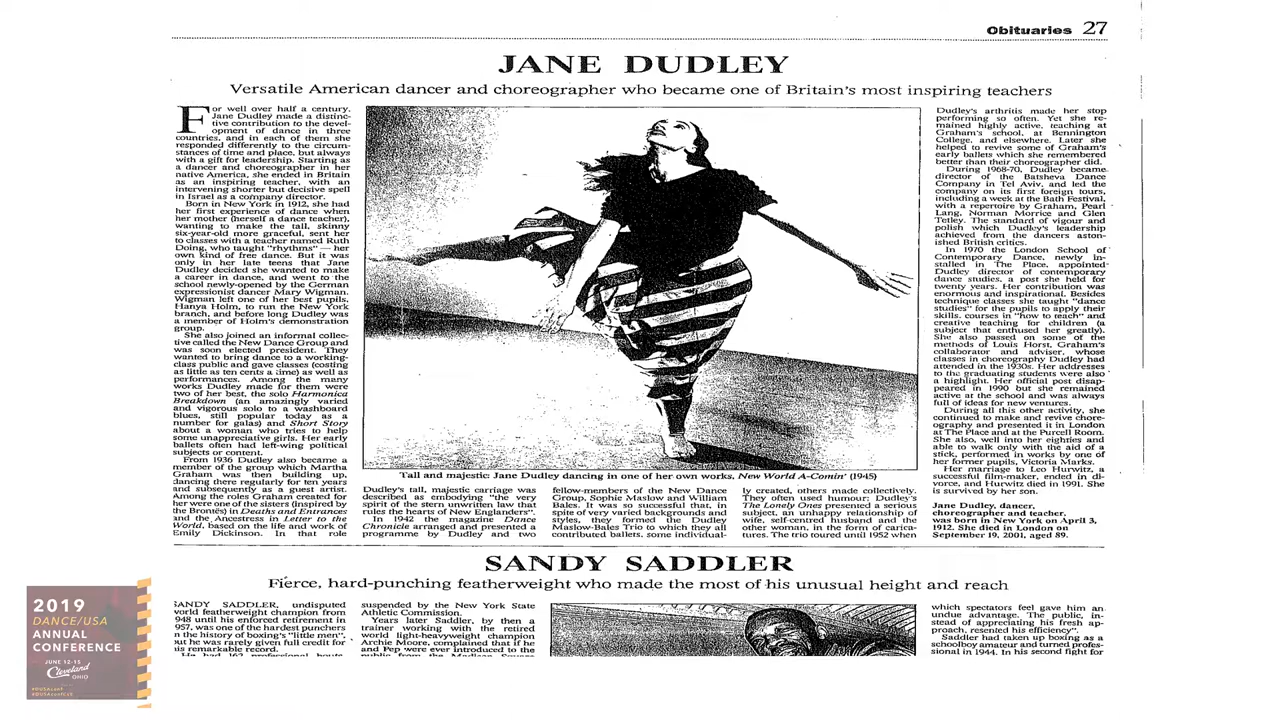 Obituaries 27
JANE DUDLEY
Versatile American dancer and choreographer who became one of Britain's most inspiring teachers
For well over half a century,
Jane Dudley made a distinc-
tive contribution to the devel-
opment of dance in three
countries, and in each of them she
responded differently to the circum-
stances of time and place, but always
with a gift for leadership. Starting as
a dancer and choreographer in her
native America, she ended in Britain
as an inspiring teacher, with an
intervening shorter but decisive spell
in Israel as a company director.
Born in New York in 1912, she had
her first experience of dance when
her mother (herself a dance teacher),
wanting to make the tall, skinny
six-year-old more graceful, sent her
to classes with a teacher named Ruth
Doing, who taught "rhythms" — her
own kind of free dance. But it was
only in her late teens that Jane
Dudley decided she wanted to make
a career in dance, and went to the
school newly-opened by the German
expressionist dancer Mary Wigman.
Wigman left one of her best pupils,
Hanya Holm, to run the New York
branch, and before long Dudley was
a member of Holm's demonstration
group.
She also joined an informal collec-
tive called the New Dance Group and
was soon elected president. They
wanted to bring dance to a working-
class public and gave classes (costing
as little as ten cents a time) as well as
performances. Among the many
works Dudley made for them were
two of her best, the solo Harmonica
Breakdown (an amazingly varied
and vigorous solo to a washboard
blues, still popular today as a
number for galas) and Short Story
about a woman who tries to help
some unappreciative girls. Her early
ballets often had left-wing political
subjects or content.
From 1936 Dudley also became a
member of the group which Martha
Graham was then building up,
dancing there regularly for ten years
and subsequently as a guest artist.
Among the roles Graham created for
her were one of the sisters (inspired by
the Brontës) in Deaths and Entrances
and the Ancestress in Letter to the
World, based on the life and work of
Emily Dickinson. In that role
Tall and majestic: Jane Dudley dancing in one of her own works, New World A-Comin' (1945)
Dudley's tall, majestic carriage was
described as embodying "the very
spirit of the stern unwritten law that
rules the hearts of New Englanders".
In 1942 the magazine Dance
Chronicle arranged and presented a
programme by Dudley and two
fellow-members of the New Dance
Group, Sophie Maslow and William
Bales. It was so successful that, in
spite of very varied backgrounds and
styles, they formed the Dudley
Maslow-Bales Trio to which they all
contributed ballets, some individual-
ly created, others made collectively.
They often used humour; Dudley's
The Lonely Ones presented a serious
subject, an unhappy relationship of
wife, self-centred husband and the
other woman, in the form of carica-
tures. The trio toured until 1952 when
Dudley's arthritis made her stop
performing so often. Yet she re-
mained highly active, teaching at
Graham's school, at Bennington
College, and elsewhere. Later she
helped to revive some of Graham's
early ballets which she remembered
better than their choreographer did.
During 1968-70, Dudley became
director of the Batsheva Dance
Company in Tel Aviv, and led the
company on its first foreign tours,
including a week at the Bath Festival,
with a repertoire by Graham, Pearl
Lang, Norman Morrice and Glen
Tetley. The standard of vigour and
polish which Dudley's leadership
achieved from the dancers aston-
ished British critics.
In 1970 the London School of
Contemporary Dance, newly in-
stalled in The Place, appointed
Dudley director of contemporary
dance studies, a post she held for
twenty years. Her contribution was
enormous and inspirational. Besides
technique classes she taught "dance
studies" for the pupils to apply their
skills, courses in "how to teach" and
creative teaching for children (a
subject that enthused her greatly).
She also passed on some of the
methods of Louis Horst, Graham's
collaborator and adviser, whose
classes in choreography Dudley had
attended in the 1930s. Her addresses
to the graduating students were also
a highlight. Her official post disap-
peared in 1990 but she remained
active at the school and was always
full of ideas for new ventures.
During all this other activity, she
continued to make and revive chore-
ography and presented it in London
at The Place and at the Purcell Room.
She also, well into her eighties and
able to walk only with the aid of a
stick, performed in works by one of
her former pupils, Victoria Marks.
Her marriage to Leo Hurwitz, a
successful film-maker, ended in di-
vorce, and Hurwitz died in 1991. She
is survived by her son.
Jane Dudley, dancer,
choreographer and teacher,
was born in New York on April 3,
1912. She died in London on
September 19, 2001, aged 89.
SANDY SADDLER
Fierce, hard-punching featherweight who made the most of his unusual height and reach
SANDY SADDLER, undisputed
world featherweight champion from
948 until his enforced retirement in
957, was one of the hardest punchers
n the history of boxing's "little men",
but he was rarely given full credit for
his remarkable record.
He had 162 professional bouts
suspended by the New York State
Athletic Commission.
Years later Saddler, by then a
trainer working with the retired
world light-heavyweight champion
Archie Moore, complained that if he
and Pep were ever introduced to the
public from the Madison Square
which spectators feel gave him an
undue advantage. The public, in-
stead of appreciating his fresh ap-
proach, resented his efficiency".
Saddler had taken up boxing as a
schoolboy amateur and turned profes-
sional in 1944. In his second fight for
2019
DANCE/USA
ANNUAL
CONFERENCE
JUNE 12-15
Cleveland
OHIO